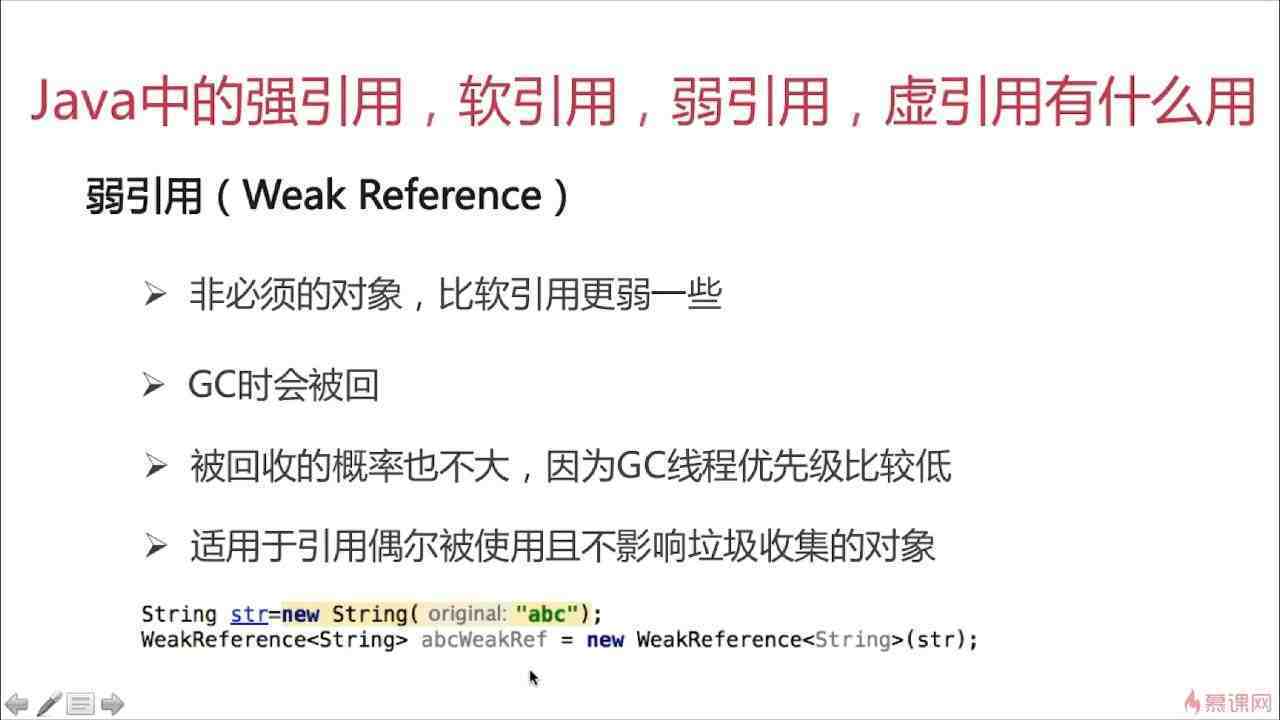 Java中的强引用，软引用，弱引用，虚引用有什么用
弱引用（Weak Reference）
➢ 非必须的对象，比软引用更弱一些
➢ GC时会被回
➢ 被回收的概率也不大，因为GC线程优先级比较低
➢ 适用于引用偶尔被使用且不影响垃圾收集的对象
String str=new String( original: "abc");
WeakReference<String> abcWeakRef = new WeakReference<String>(str);
慕课网